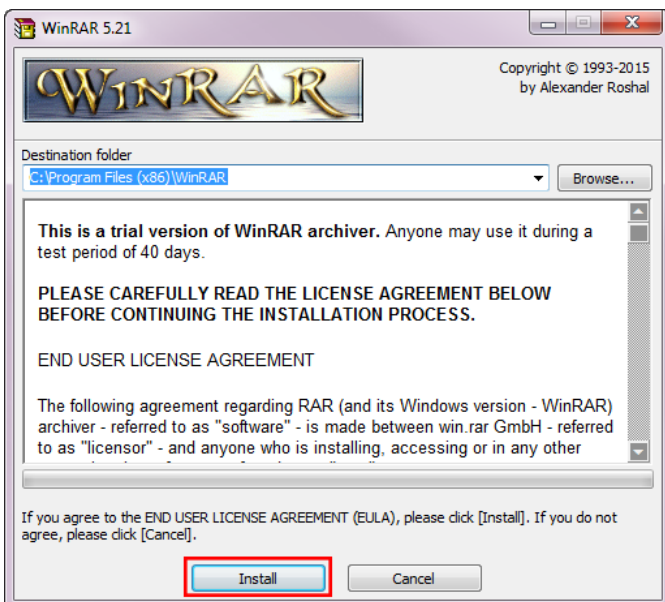 WinRAR 5.21
WINRAR
Copyright © 1993-2015
by Alexander Roshal
Destination folder
C:\Program Files (x86)\WinRAR
Browse...
This is a trial version of WinRAR archiver. Anyone may use it during a
test period of 40 days.
PLEASE CAREFULLY READ THE LICENSE AGREEMENT BELOW
BEFORE CONTINUING THE INSTALLATION PROCESS.
END USER LICENSE AGREEMENT
The following agreement regarding RAR (and its Windows version - WinRAR)
archiver - referred to as "software" - is made between win.rar GmbH - referred
to as "licensor" - and anyone who is installing, accessing or in any other
If you agree to the END USER LICENSE AGREEMENT (EULA), please click [Install]. If you do not
agree, please click [Cancel].
Install
Cancel